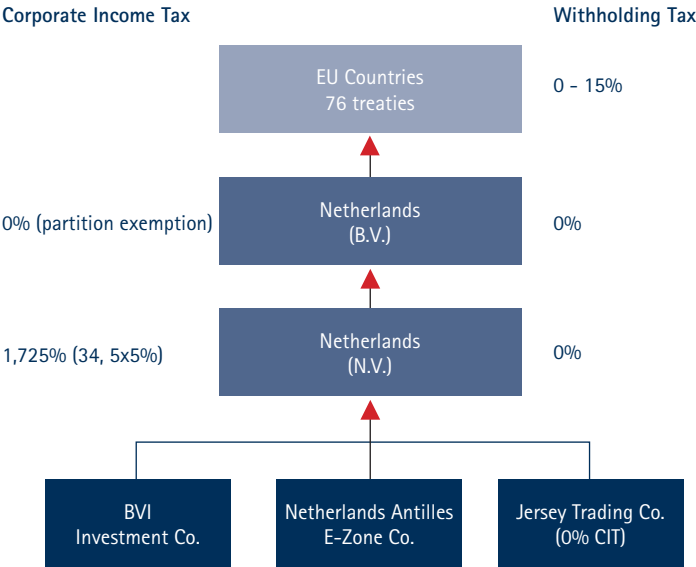 Corporate Income Tax
Withholding Tax
EU Countries
76 treaties
0 - 15%
0% (partition exemption)
Netherlands
(B.V.)
0%
1,725% (34, 5x5%)
Netherlands
(N.V.)
0%
BVI
Investment Co.
Netherlands Antilles
E-Zone Co.
Jersey Trading Co.
(0% CIT)